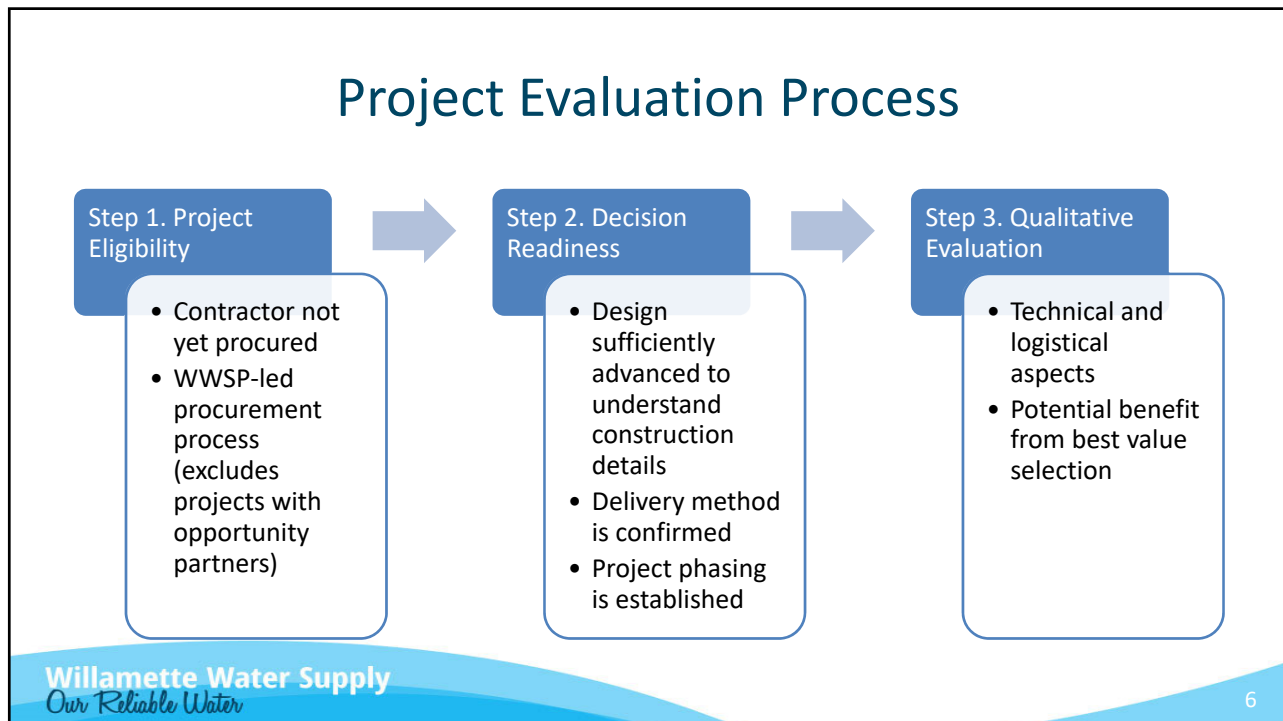 Project Evaluation Process
Step 1. Project
Eligibility
• Contractor not
yet procured
• WWSP-led
procurement
process
(excludes
projects with
opportunity
partners)
Step 2. Decision
Readiness
• Design
sufficiently
advanced to
understand
construction
details
• Delivery method
is confirmed
• Project phasing
is established
Step 3. Qualitative
Evaluation
• Technical and
logistical
aspects
• Potential benefit
from best value
selection
Willamette Water Supply
Our Reliable Water
6